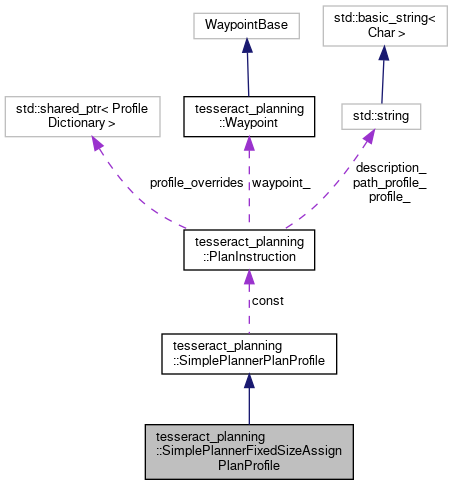 std::basic_string<
Char >
WaypointBase
std::shared_ptr< Profile
Dictionary >
tesseract_planning
::Waypoint
std::string
profile_overrides
waypoint_
description_
path_profile_
profile_
tesseract_planning
::PlanInstruction
const
tesseract_planning
::SimplePlannerPlanProfile
tesseract_planning
::SimplePlannerFixedSizeAssign
PlanProfile